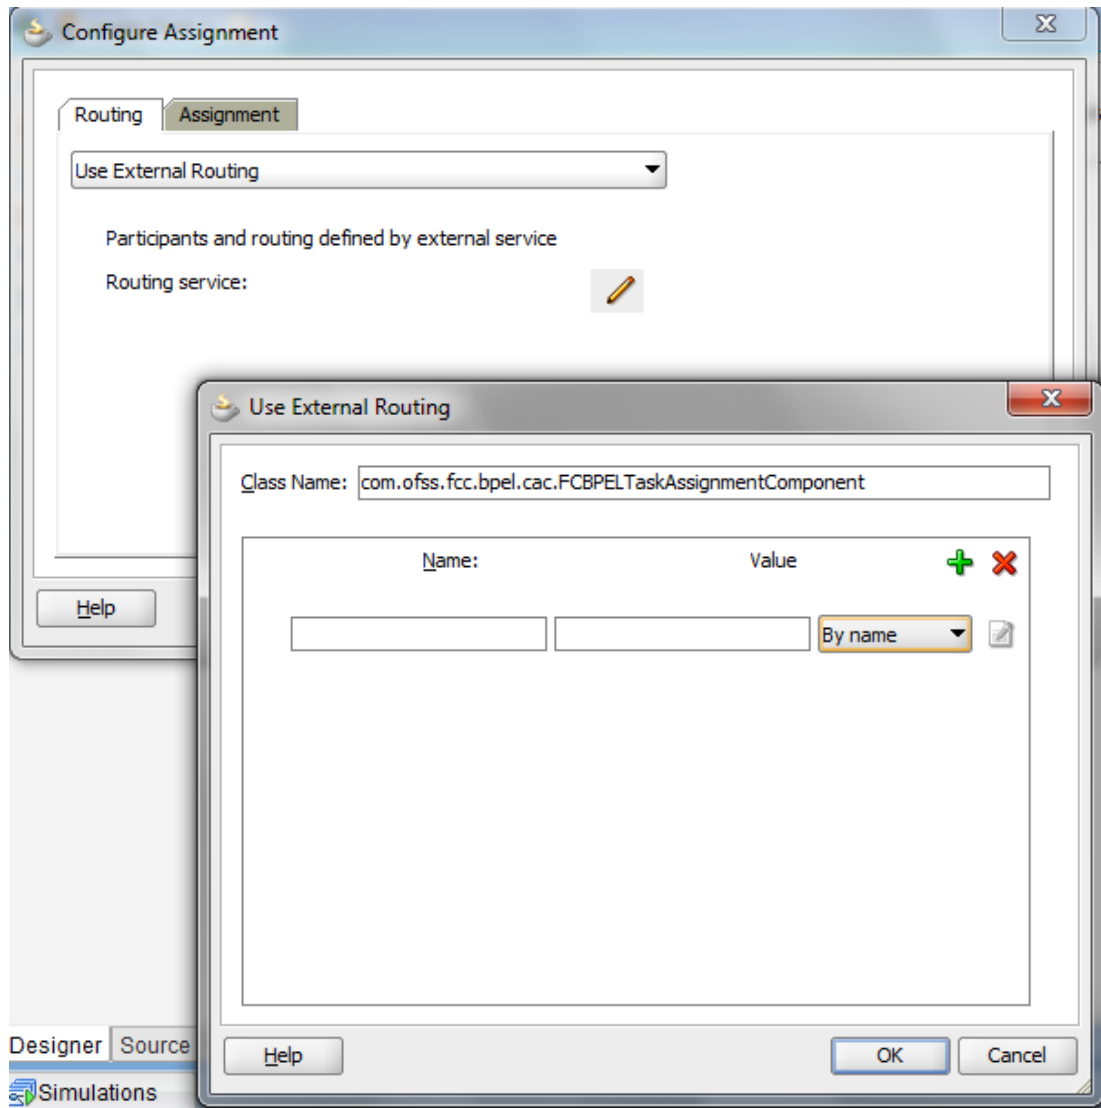 Configure Assignment
Routing Assignment
Use External Routing
Participants and routing defined by external service
Routing service:
Help
Use External Routing
Class Name: com.ofss.fcc.bpel.cac.FCBPELTaskAssignmentComponent
Name: Value
By name
Designer Source
Help OK Cancel
Simulations